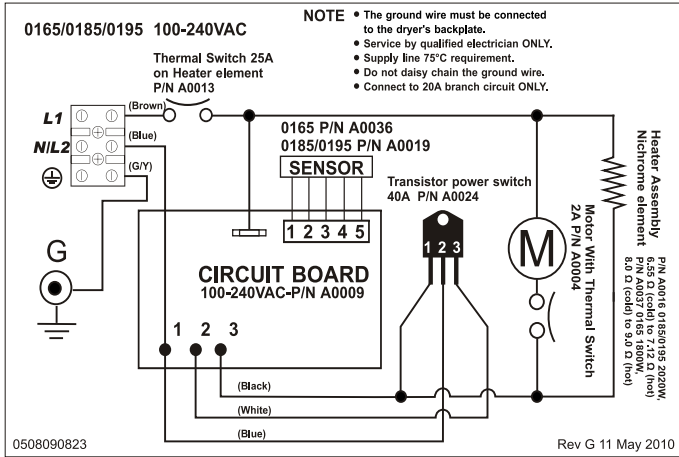 0165/0185/0195 100-240VAC
NOTE
• The ground wire must be connected
to the dryer's backplate.
• Service by qualified electrician ONLY.
• Supply line 75°C requirement.
• Do not daisy chain the ground wire.
• Connect to 20A branch circuit ONLY.
Thermal Switch 25A
on Heater element
P/N A0013
L1
(Brown)
N/L2
(Blue)
(G/Y)
G
0165 P/N A0036
0185/0195 P/N A0019
SENSOR
1 2 3 4 5
Transistor power switch
40A P/N A0024
1 2 3
CIRCUIT BOARD
100-240VAC-P/N A0009
1 2 3
(Black)
(White)
(Blue)
M
Motor With Thermal Switch
2A P/N A0004
Heater Assembly
Nichrome element
P/N A0016 0185/0195 2020W,
6.55 Ω (cold) to 7.12 Ω (hot)
P/N A0037 0165 1800W,
8.0 Ω (cold) to 9.0 Ω (hot)
0508090823
Rev G 11 May 2010